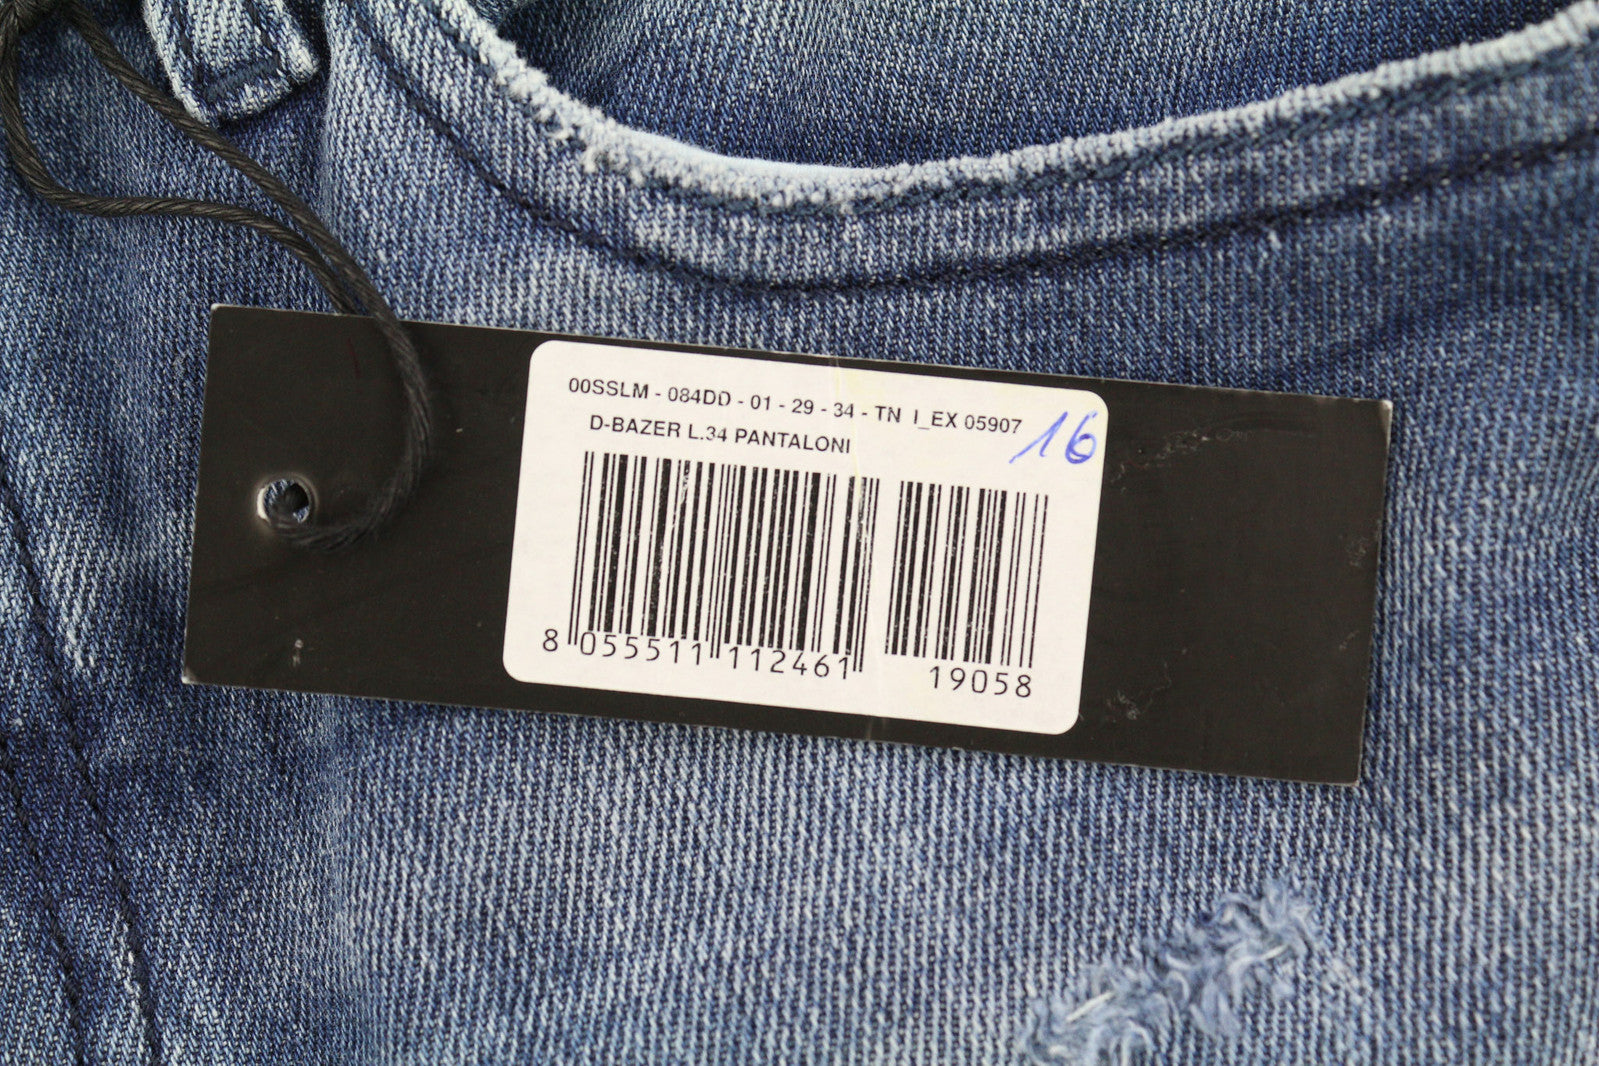 00SSLM - 084DD - 01 - 29 - 34 - TN I_EX 05907
D-BAZER L.34 PANTALONI
16
8 055511 112461 19058